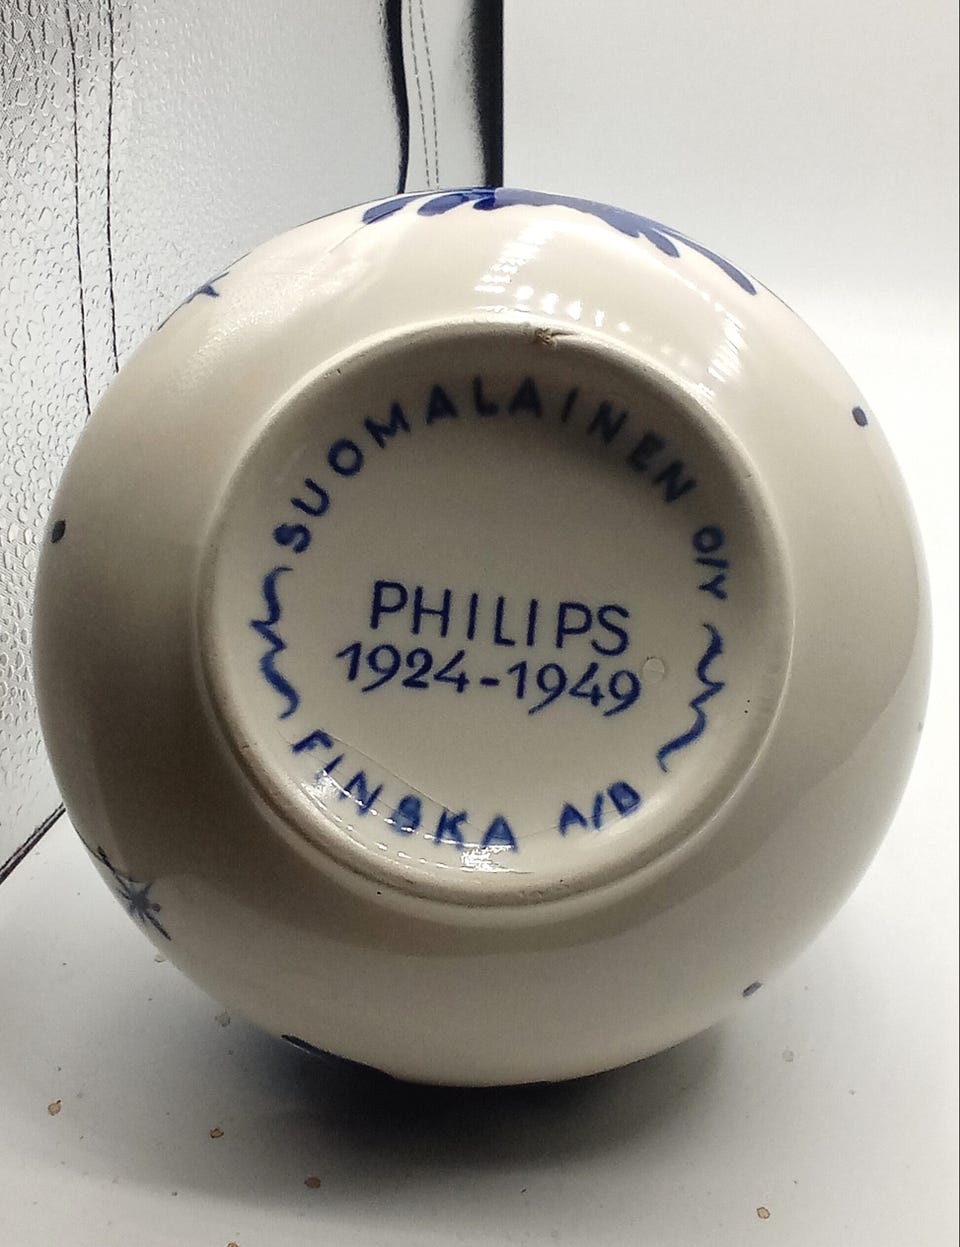 SUOMALAINEN O/Y
PHILIPS
1924-1949
FINSKA A/B